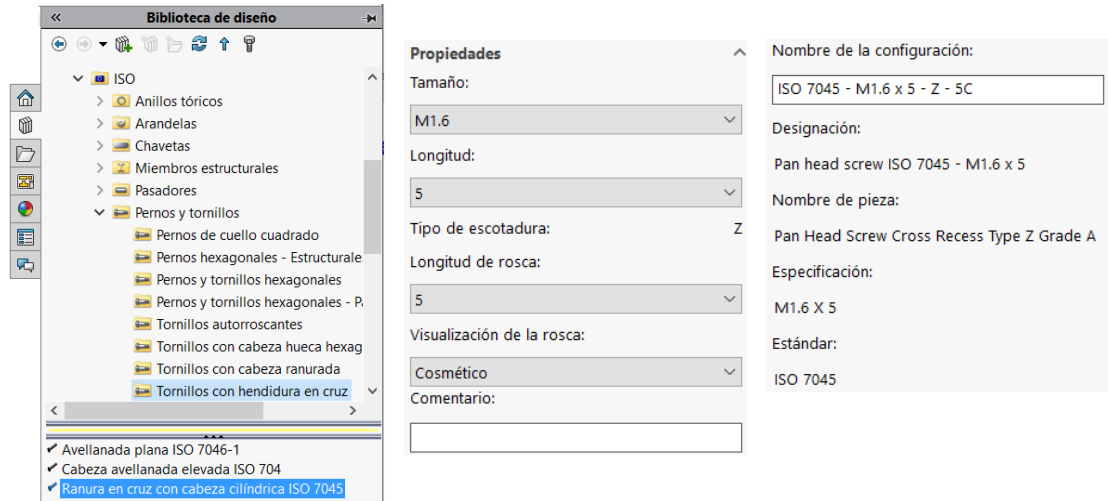 Biblioteca de diseño
ISO
Anillos tóricos
Arandelas
Chavetas
Miembros estructurales
Pasadores
Pernos y tornillos
Pernos de cuello cuadrado
Pernos hexagonales - Estructurale
Pernos y tornillos hexagonales
Pernos y tornillos hexagonales - P
Tornillos autorroscantes
Tornillos con cabeza hueca hexag
Tornillos con cabeza ranurada
Tornillos con hendidura en cruz
Avellanada plana ISO 7046-1
Cabeza avellanada elevada ISO 704
Ranura en cruz con cabeza cilíndrica ISO 7045
Propiedades
Tamaño:
M1.6
Longitud:
5
Tipo de escotadura: Z
Longitud de rosca:
5
Visualización de la rosca:
Cosmético
Comentario:
Nombre de la configuración:
ISO 7045 - M1.6 x 5 - Z - 5C
Designación:
Pan head screw ISO 7045 - M1.6 x 5
Nombre de pieza:
Pan Head Screw Cross Recess Type Z Grade A
Especificación:
M1.6 X 5
Estándar:
ISO 7045